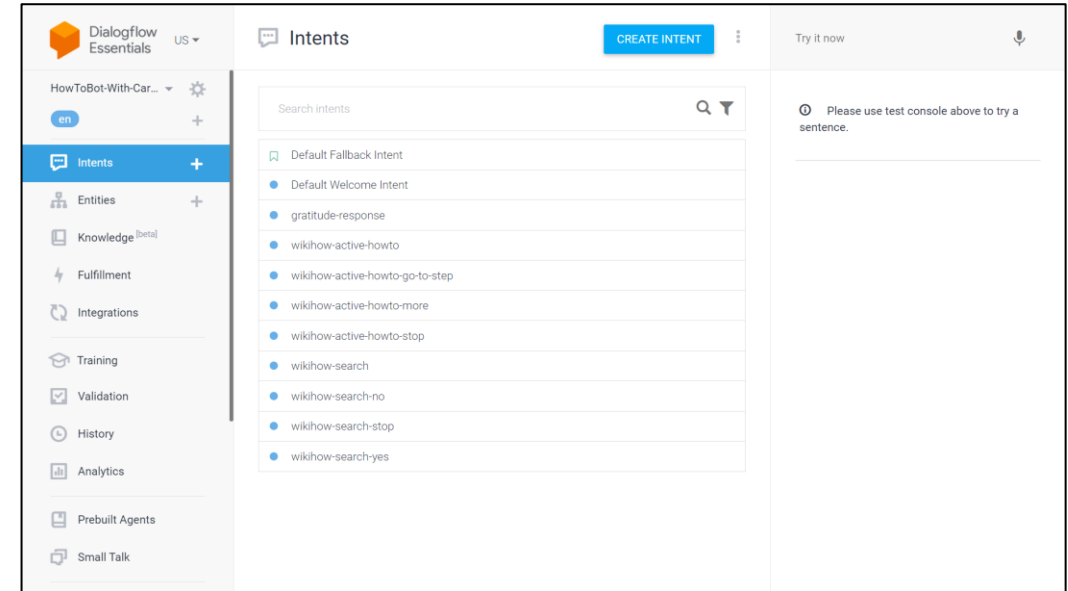 Dialogflow
Essentials
US
HowToBot-With-Car...
en
Intents
Entities
Knowledge [beta]
Fulfillment
Integrations
Training
Validation
History
Analytics
Prebuilt Agents
Small Talk
Intents
CREATE INTENT
Search intents
Default Fallback Intent
Default Welcome Intent
gratitude-response
wikihow-active-howto
wikihow-active-howto-go-to-step
wikihow-active-howto-more
wikihow-active-howto-stop
wikihow-search
wikihow-search-no
wikihow-search-stop
wikihow-search-yes
Try it now
Please use test console above to try a
sentence.